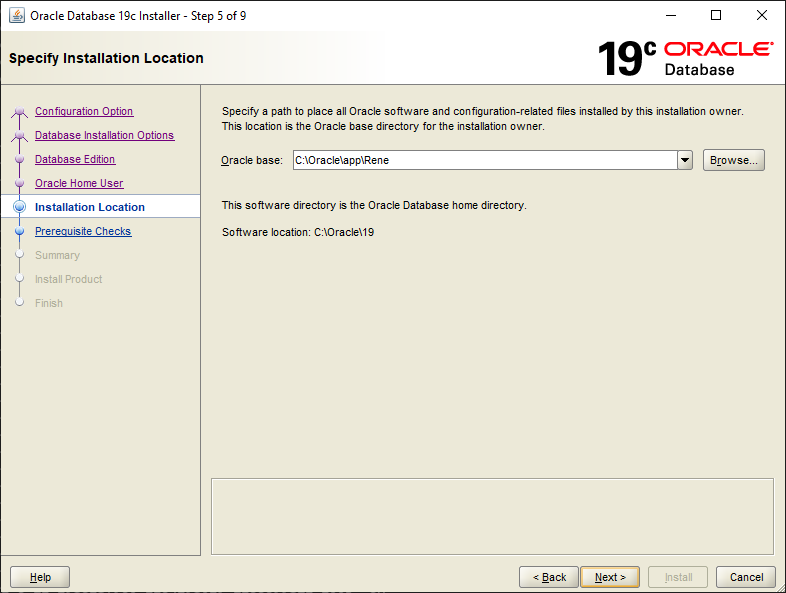 Oracle Database 19c Installer - Step 5 of 9
Specify Installation Location
19c ORACLE
Database
Configuration Option
Database Installation Options
Database Edition
Oracle Home User
Installation Location
Prerequisite Checks
Summary
Install Product
Finish
Specify a path to place all Oracle software and configuration-related files installed by this installation owner.
This location is the Oracle base directory for the installation owner.
Oracle base: C:\Oracle\app\Rene Browse...
This software directory is the Oracle Database home directory.
Software location: C:\Oracle\19
Help < Back Next > Install Cancel